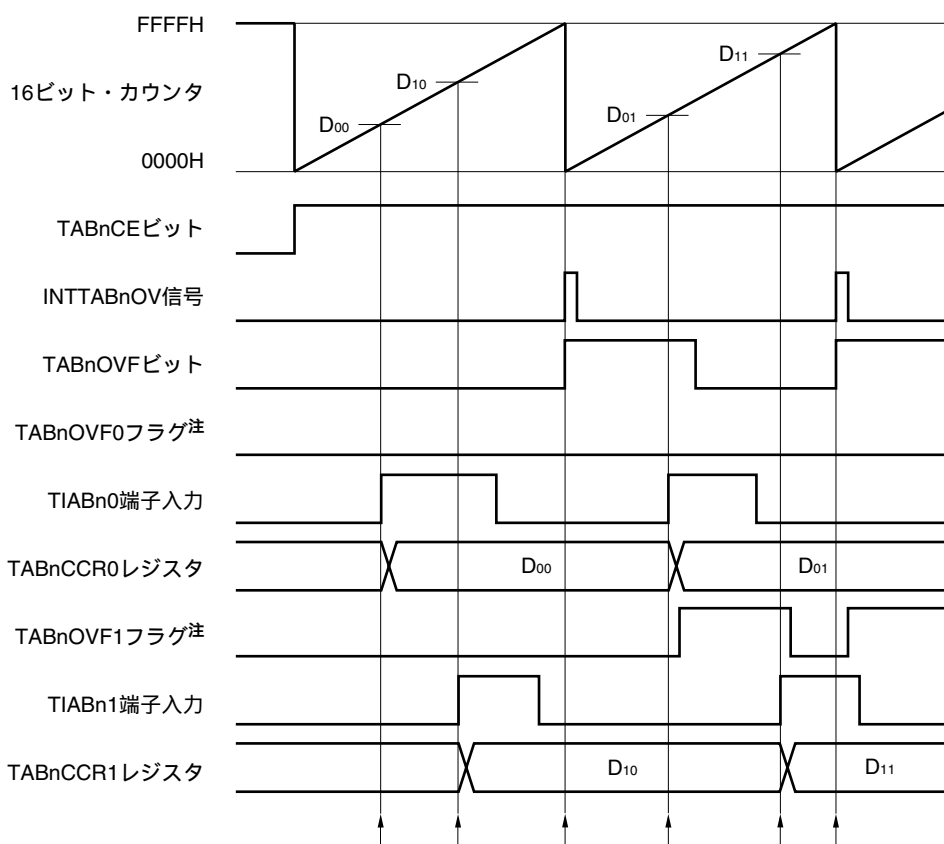 FFFFH
16ビット・カウンタ
0000H
D10
D00
D11
D01
TABnCEビット
INTTABnOV信号
TABnOVFビット
TABnOVF0フラグ注
TIABn0端子入力
TABnCCR0レジスタ
D00
D01
TABnOVF1フラグ注
TIABn1端子入力
TABnCCR1レジスタ
D10
D11